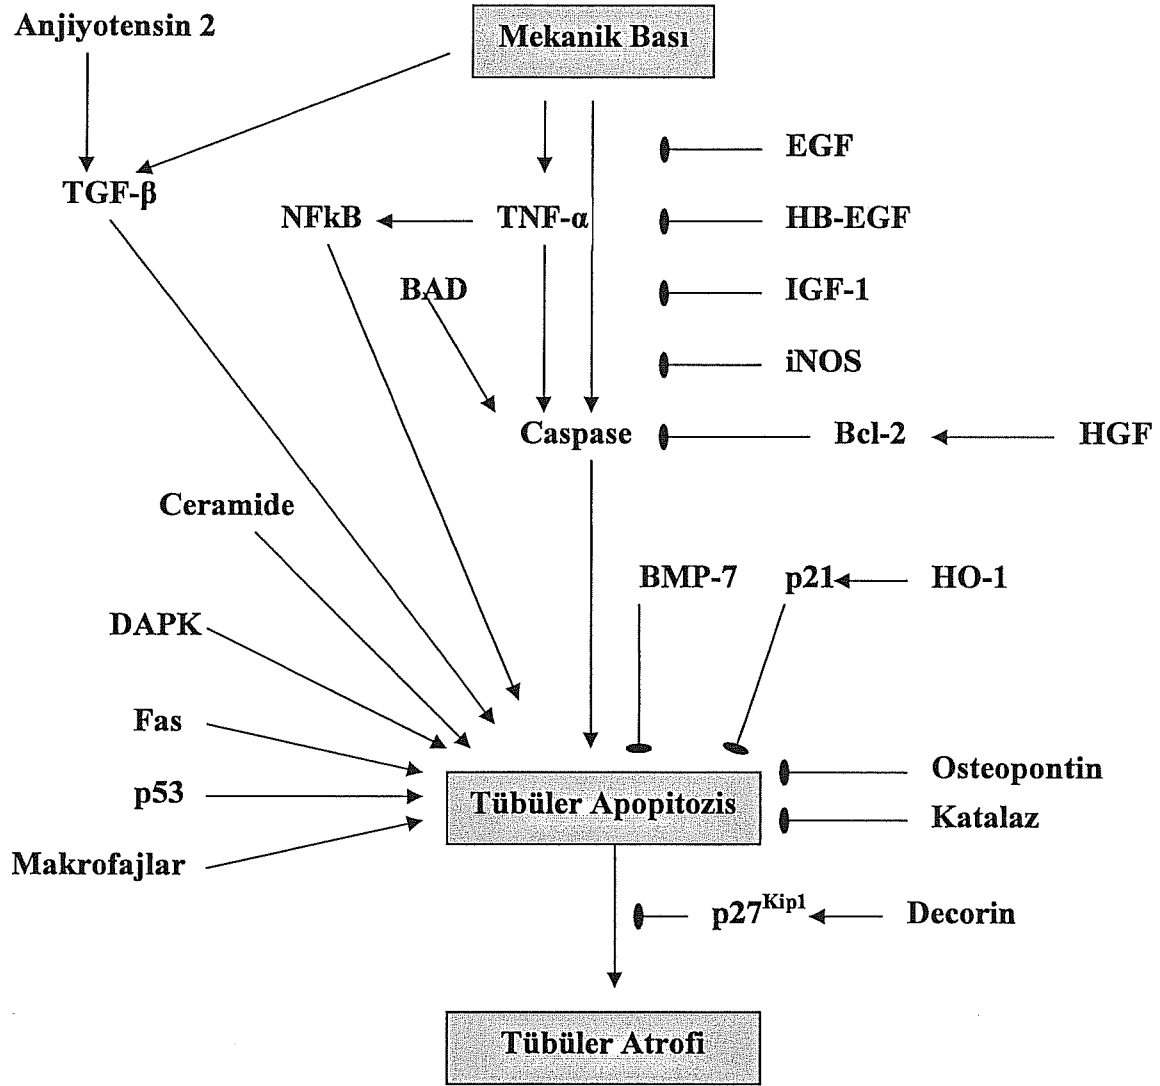 Anjiyotensin 2
Mekanik Bası
EGF
TGF-β
NFkB
TNF-α
HB-EGF
BAD
IGF-1
iNOS
Caspase
Bcl-2
HGF
Ceramide
BMP-7
p21
HO-1
DAPK
Fas
Osteopontin
p53
Tübüler Apopitozis
Katalaz
Makrofajlar
p27Kip1
Decorin
Tübüler Atrofi